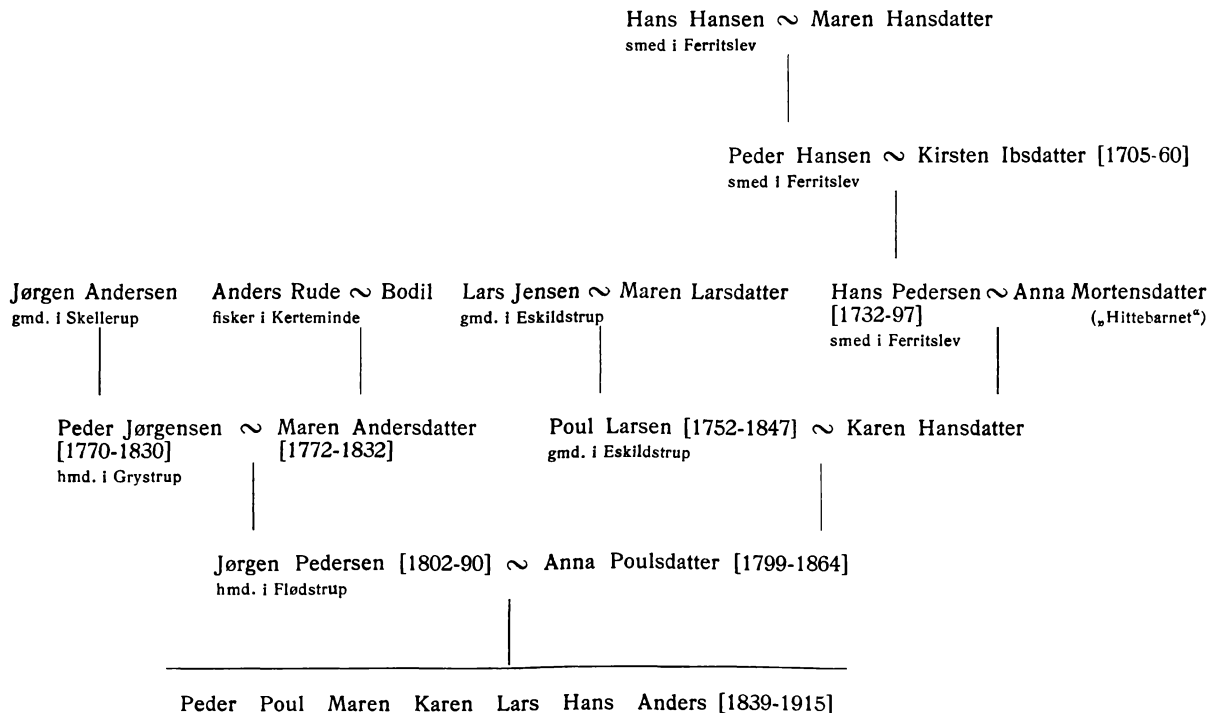 Hans Hansen ~ Maren Hansdatter
smed i Ferritslev
Peder Hansen ~ Kirsten Ibsdatter [1705-60]
smed i Ferritslev
Jørgen Andersen Anders Rude ~ Bodil Lars Jensen ~ Maren Larsdatter Hans Pedersen ~ Anna Mortensdatter
gmd. i Skellerup fisker i Kerteminde gmd. i Eskildstrup [1732-97] („Hittebarnet“)
smed i Ferritslev
Peder Jørgensen ~ Maren Andersdatter Poul Larsen [1752-1847] ~ Karen Hansdatter
[1770-1830] [1772-1832] gmd. i Eskildstrup
hmd. i Grystrup
Jørgen Pedersen [1802-90] ~ Anna Poulsdatter [1799-1864]
hmd. i Flødstrup
Peder Poul Maren Karen Lars Hans Anders [1839-1915]